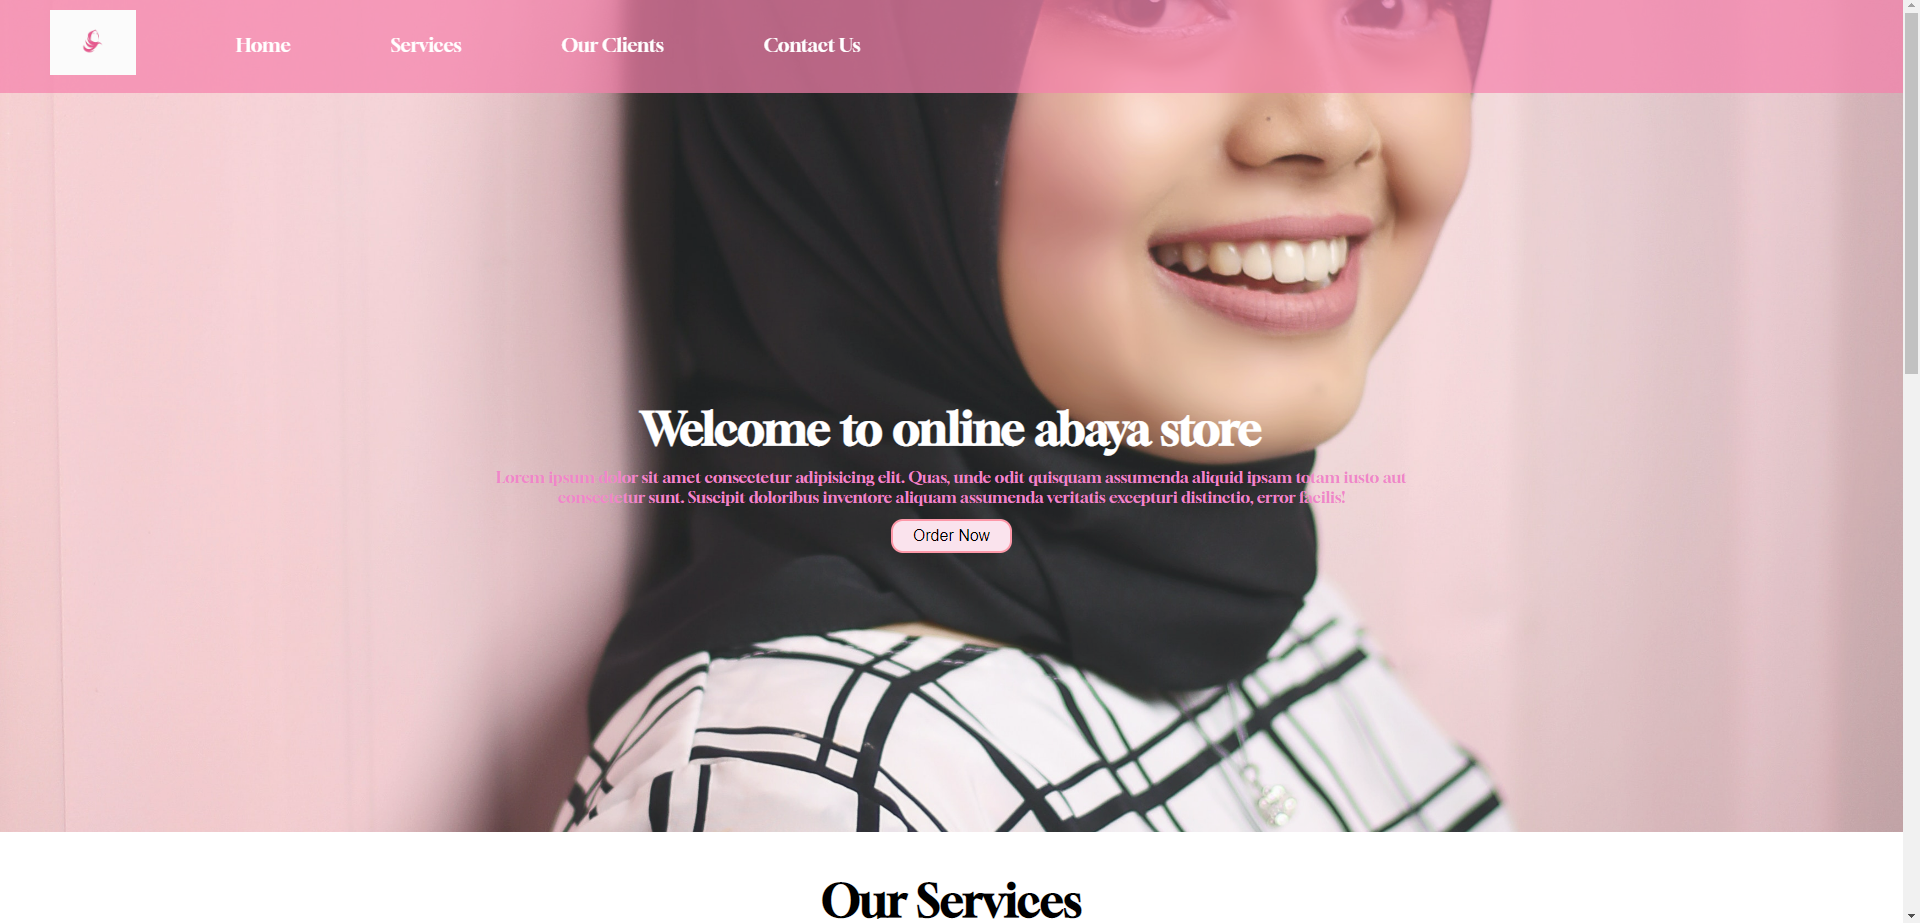 Home
Services
Our Clients
Contact Us
Welcome to online abaya store
Lorem ipsum dolor sit amet consectetur adipisicing elit. Quas, unde odit quisquam assumenda aliquid ipsam totam iusto aut
consectetur sunt. Suscipit doloribus inventore aliquam assumenda veritatis excepturi distinctio, error facilis!
Order Now
Our Services